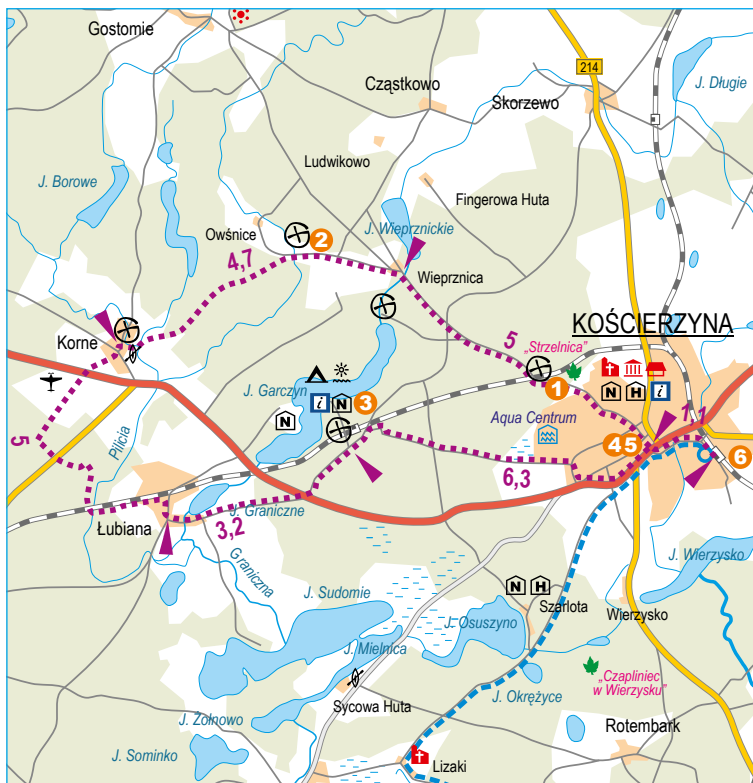 Gostomie
214
J. Długie
Cząstkowo
Skorzewo
Ludwikowo
J. Borowe
Fingerowa Huta
Owśnice
2
J. Wieprznickie
4,7
Wieprznica
KOŚCIERZYNA
Korne
5
„Strzelnica"
1
J. Garczyn
i
N
N
3
N
H
i
Aqua Centrum
1,1
5
Pilicia
4
5
6
6,3
Łubiana
J. Graniczne
3,2
Graniczna
J. Wierzysko
J. Sudomie
N
H
Szarlota
Wierzysko
J. Osuszyno
J. Mielnica
„Czapliniec
w Wierzysku"
J. Okrężyce
Sycowa Huta
J. Żołnowo
Rotembark
J. Sominko
Lizaki